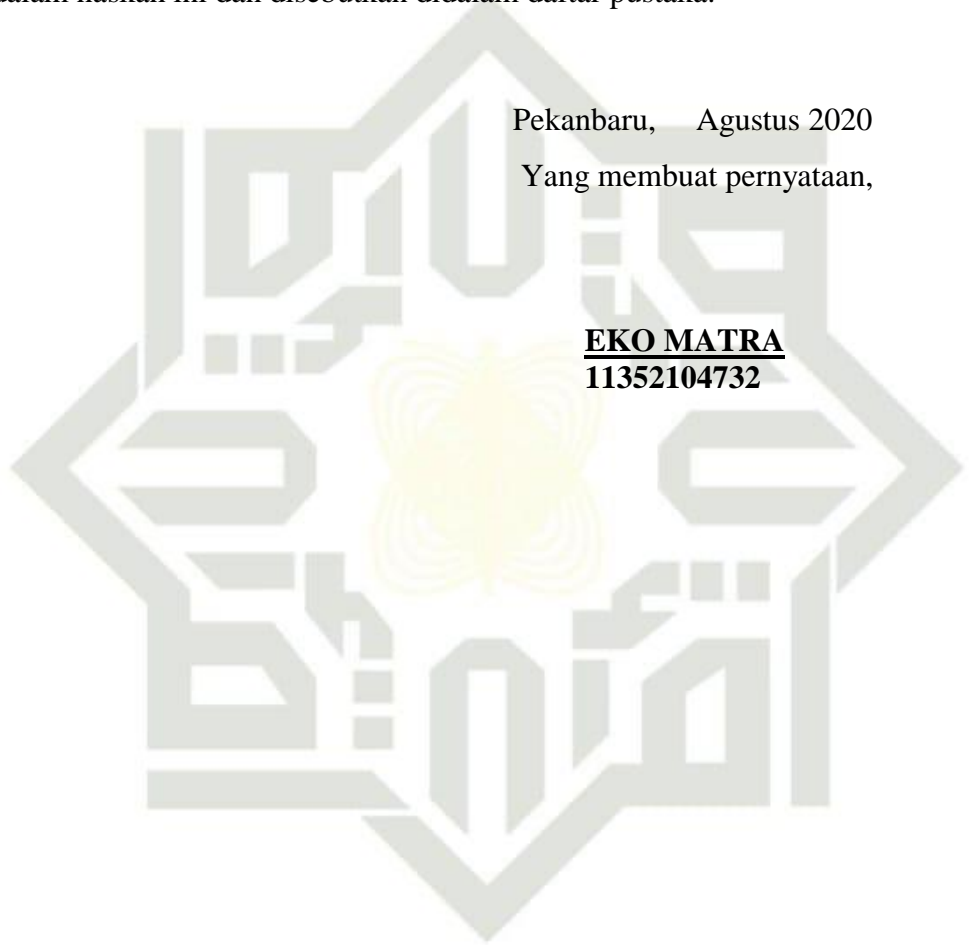 dalam naskah ini dan disebutkan didalam daftar pustaka.
Pekanbaru, Agustus 2020
Yang membuat pernyataan,
EKO MATRA
11352104732